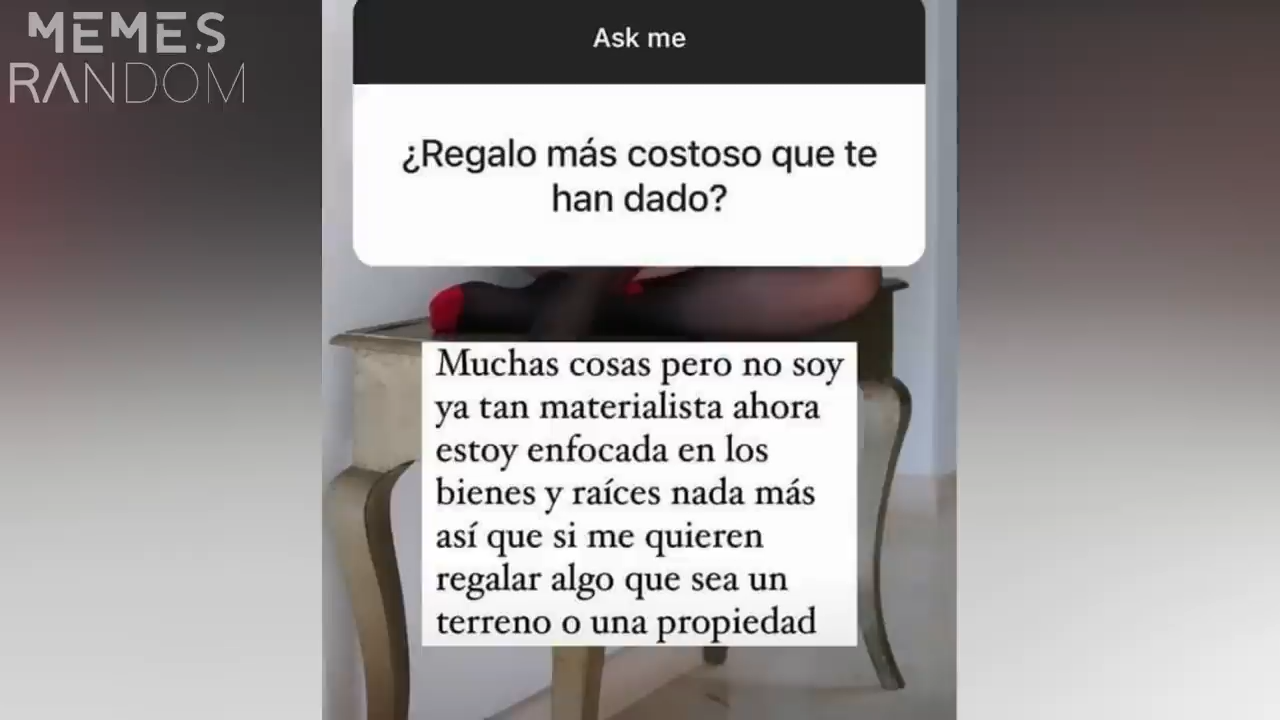 MEMES
RANDOM
Ask me
¿Regalo más costoso que te
han dado?
Muchas cosas pero no soy
ya tan materialista ahora
estoy enfocada en los
bienes y raíces nada más
así que si me quieren
regalar algo que sea un
terreno o una propiedad